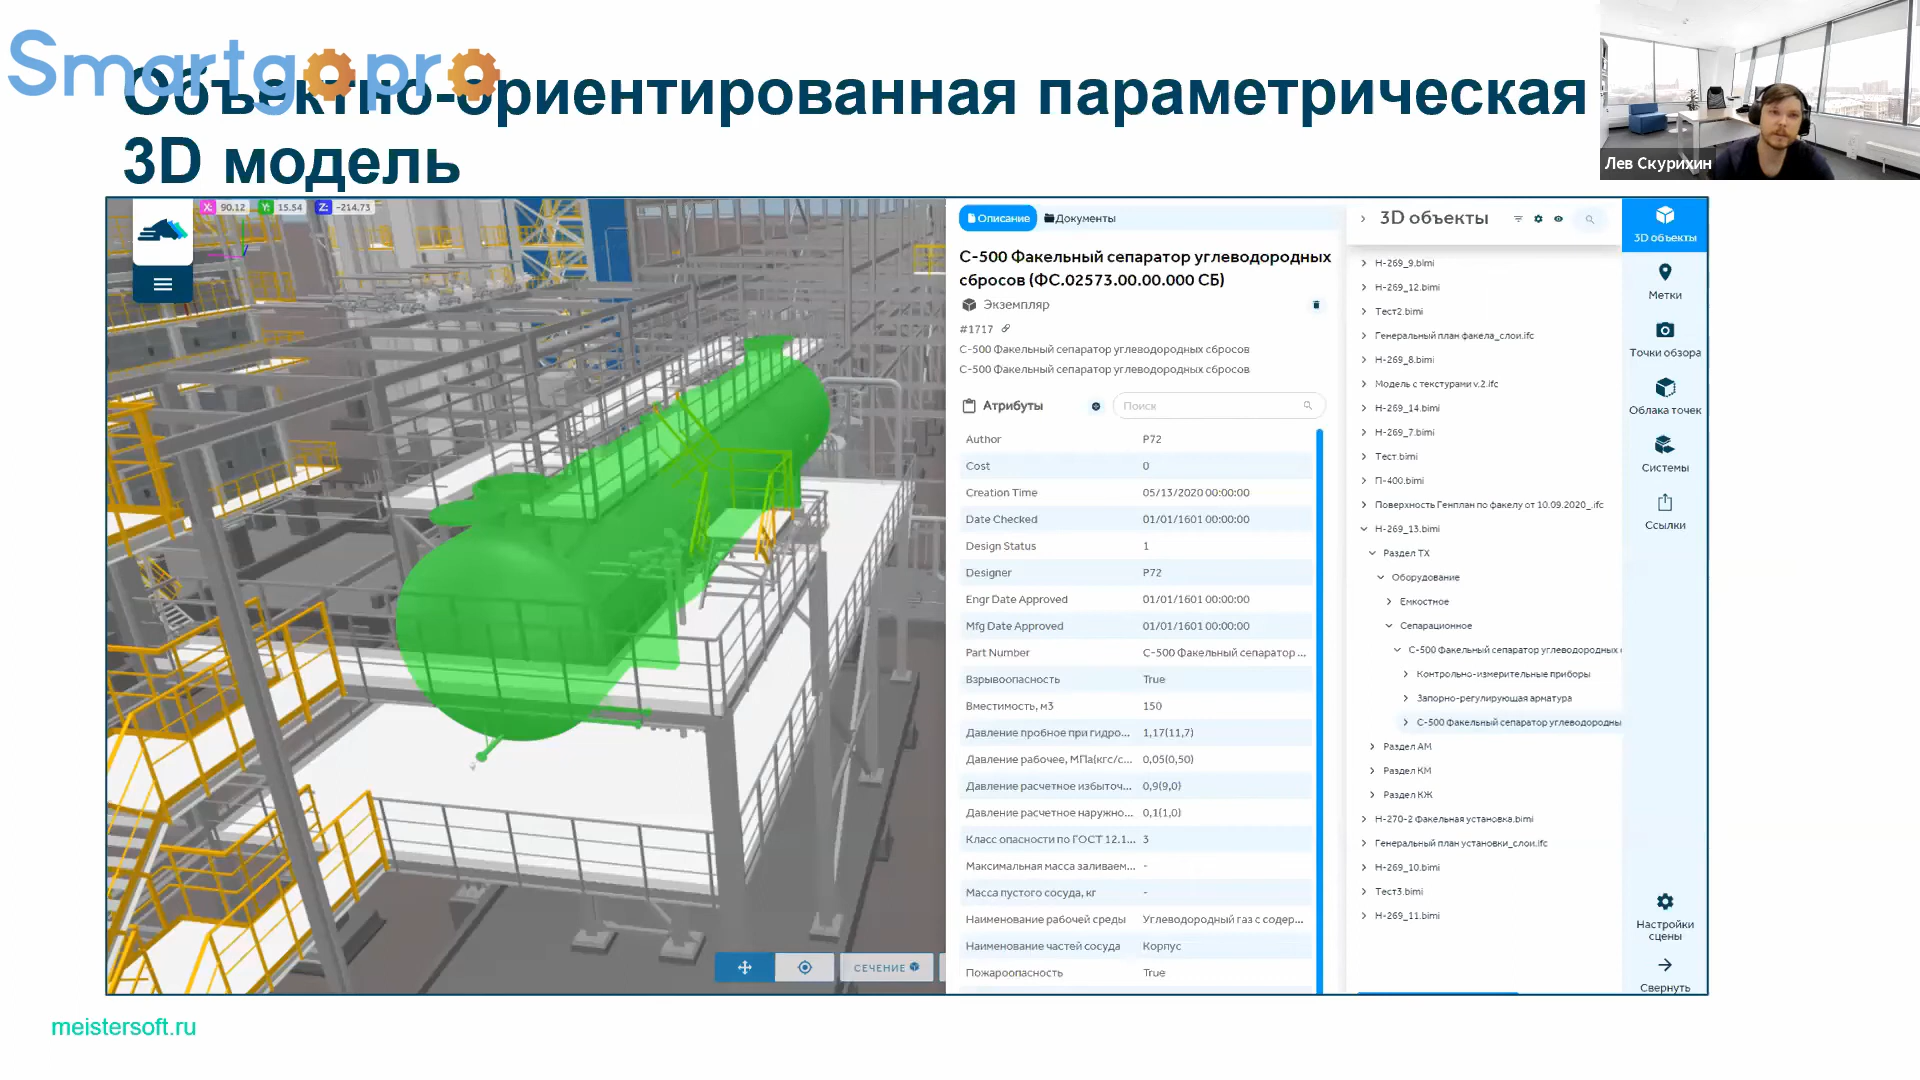 Smartgopro
Объектно-ориентированная параметрическая
3D модель
Лев Скурихин
X: 90.12 Y: 15.54 Z: -214.73
СЕЧЕНИЕ
Описание Документы
С-500 Факельный сепаратор углеводородных
сбросов (ФС.02573.00.00.000 СБ)
Экземпляр
#1717
С-500 Факельный сепаратор углеводородных сбросов
С-500 Факельный сепаратор углеводородных сбросов
Атрибуты Поиск
Author P72
Cost 0
Creation Time 05/13/2020 00:00:00
Date Checked 01/01/1601 00:00:00
Design Status 1
Designer P72
Engr Date Approved 01/01/1601 00:00:00
Mfg Date Approved 01/01/1601 00:00:00
Part Number С-500 Факельный сепаратор ...
Взрывоопасность True
Вместимость, м3 150
Давление пробное при гидро... 1,17(11,7)
Давление рабочее, МПа(кгс/с... 0,05(0,50)
Давление расчетное избыточ... 0,9(9,0)
Давление расчетное наружно... 0,1(1,0)
Класс опасности по ГОСТ 12.1... 3
Максимальная масса заливаем... -
Масса пустого сосуда, кг -
Наименование рабочей среды Углеводородный газ с содер...
Наименование частей сосуда Корпус
Пожароопасность True
3D объекты
Н-269_9.bimi
Н-269_12.bimi
Тест2.bimi
Генеральный план факела_слои.ifc
Н-269_8.bimi
Модель с текстурами v.2.ifc
Н-269_14.bimi
Н-269_7.bimi
Тест.bimi
П-400.bimi
Поверхность Генплан по факелу от 10.09.2020_.ifc
Н-269_13.bimi
Раздел ТХ
Оборудование
Емкостное
Сепарационное
С-500 Факельный сепаратор углеводородных
Контрольно-измерительные приборы
Запорно-регулирующая арматура
С-500 Факельный сепаратор углеводородны
Раздел АМ
Раздел КМ
Раздел КЖ
Н-270-2 Факельная установка.bimi
Генеральный план установки_слои.ifc
Н-269_10.bimi
Тест3.bimi
Н-269_11.bimi
3D объекты
Метки
Точки обзора
Облака точек
Системы
Ссылки
Настройки
сцены
Свернуть
meistersoft.ru